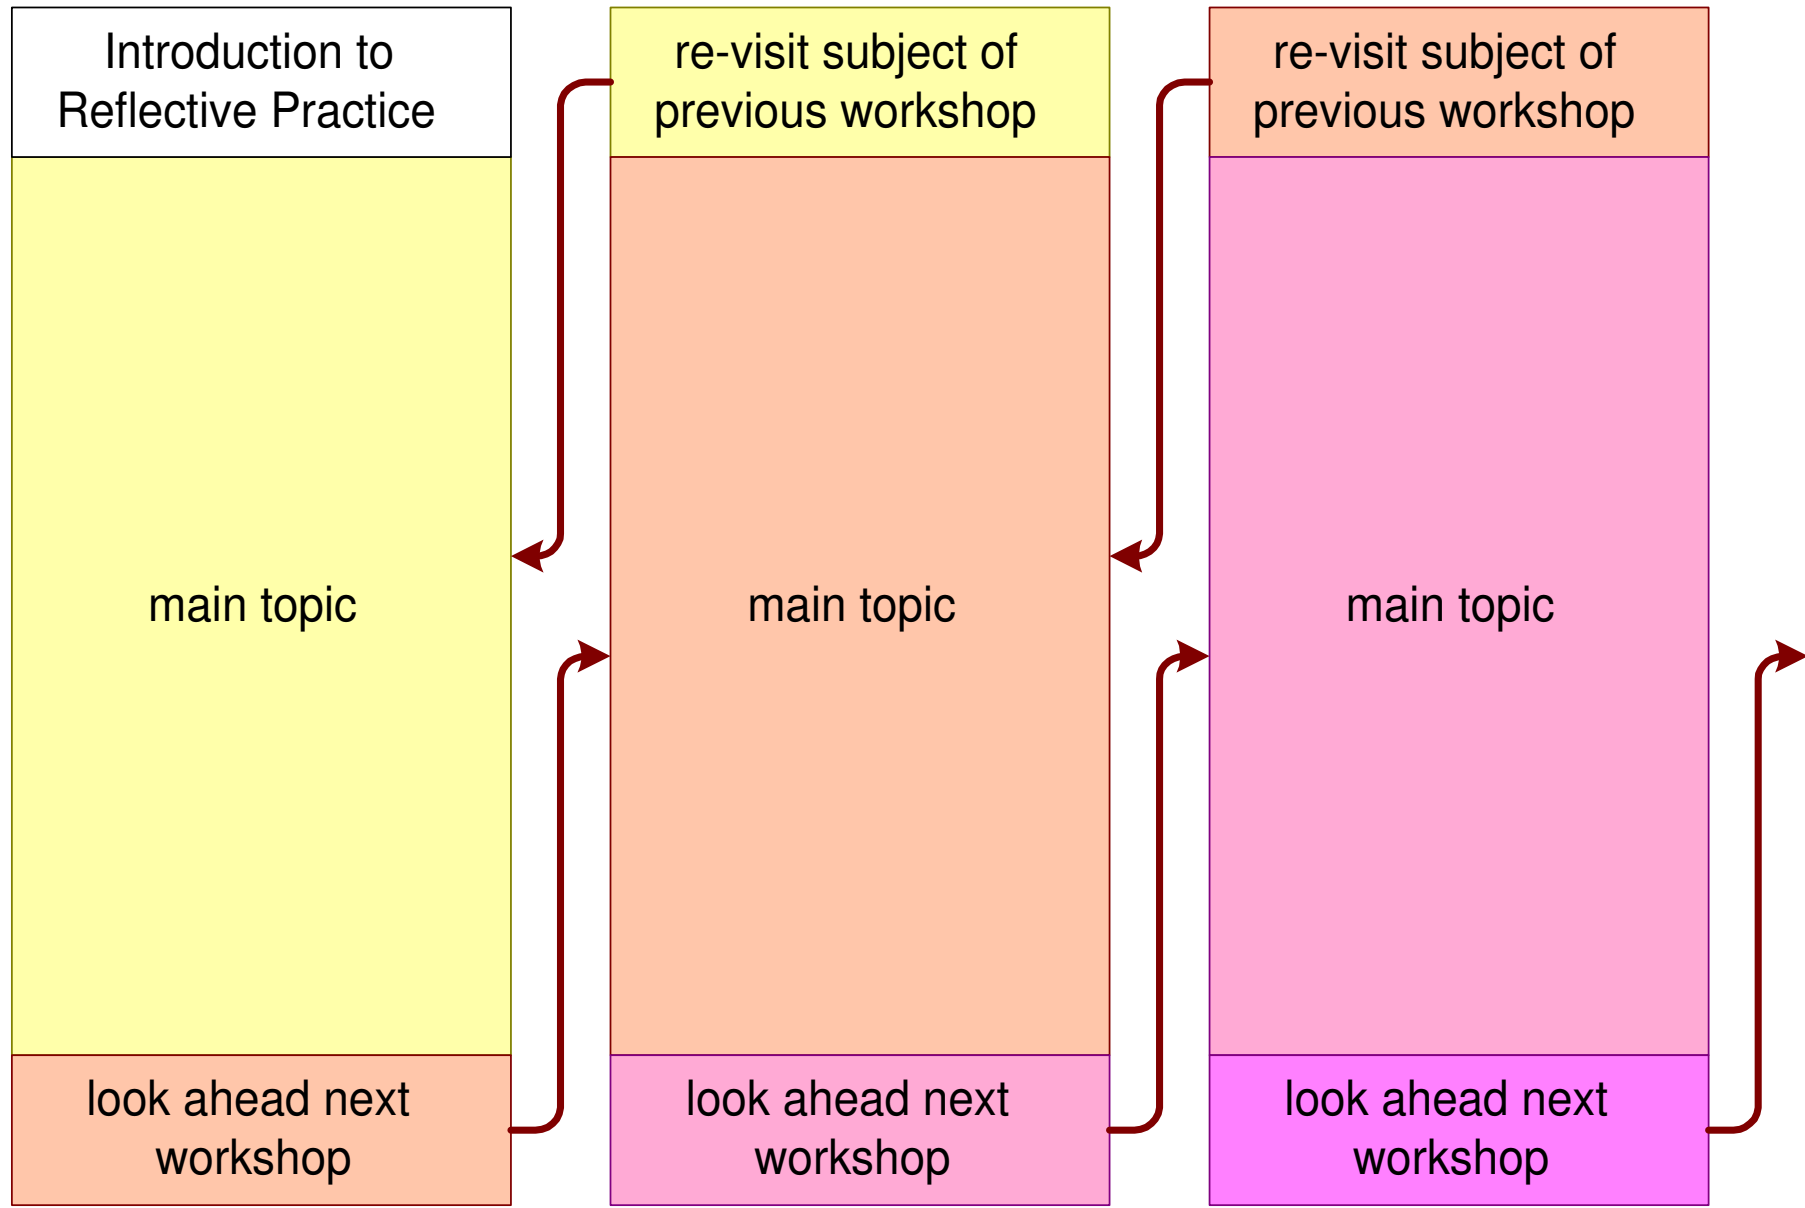 Introduction to
Reflective Practice
main topic
look ahead next
workshop
re-visit subject of
previous workshop
main topic
look ahead next
workshop
re-visit subject of
previous workshop
main topic
look ahead next
workshop